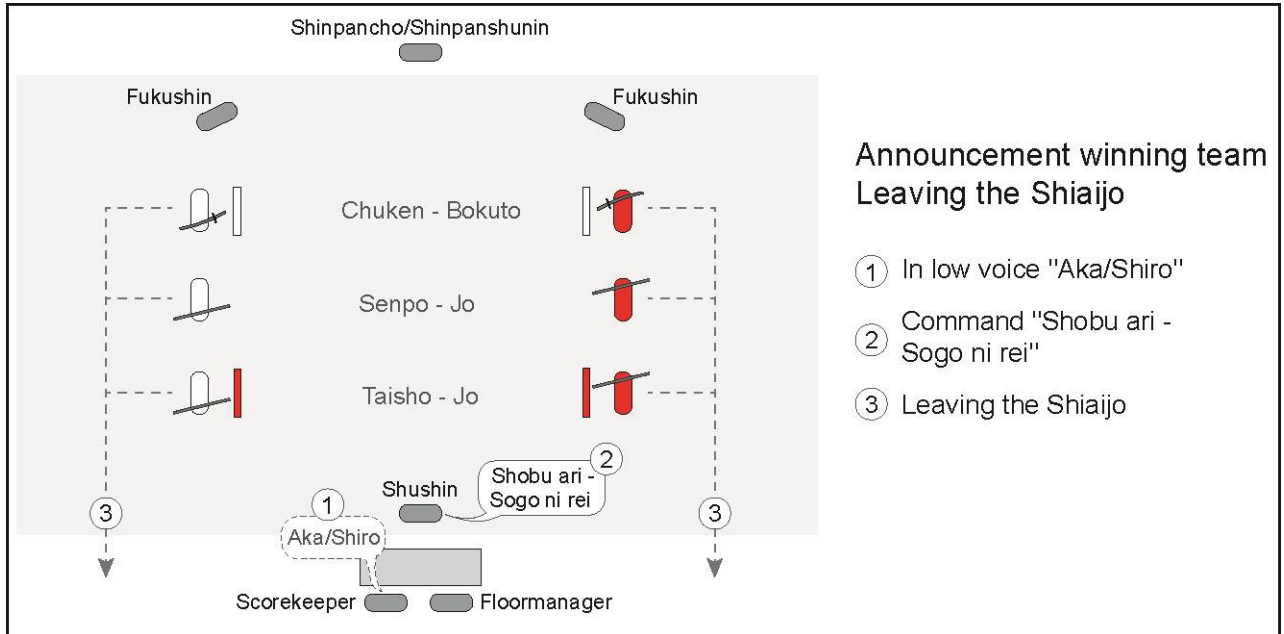 Shinpancho/Shinpanshunin
Fukushin
Fukushin
Chuken - Bokuto
Senpo - Jo
Taisho - Jo
Shushin
2
Shobu ari -
Sogo ni rei
1
Aka/Shiro
3
3
Scorekeeper
Floormanager
Announcement winning team
Leaving the Shiaijo
1 In low voice "Aka/Shiro"
2 Command "Shobu ari -
Sogo ni rei"
3 Leaving the Shiaijo